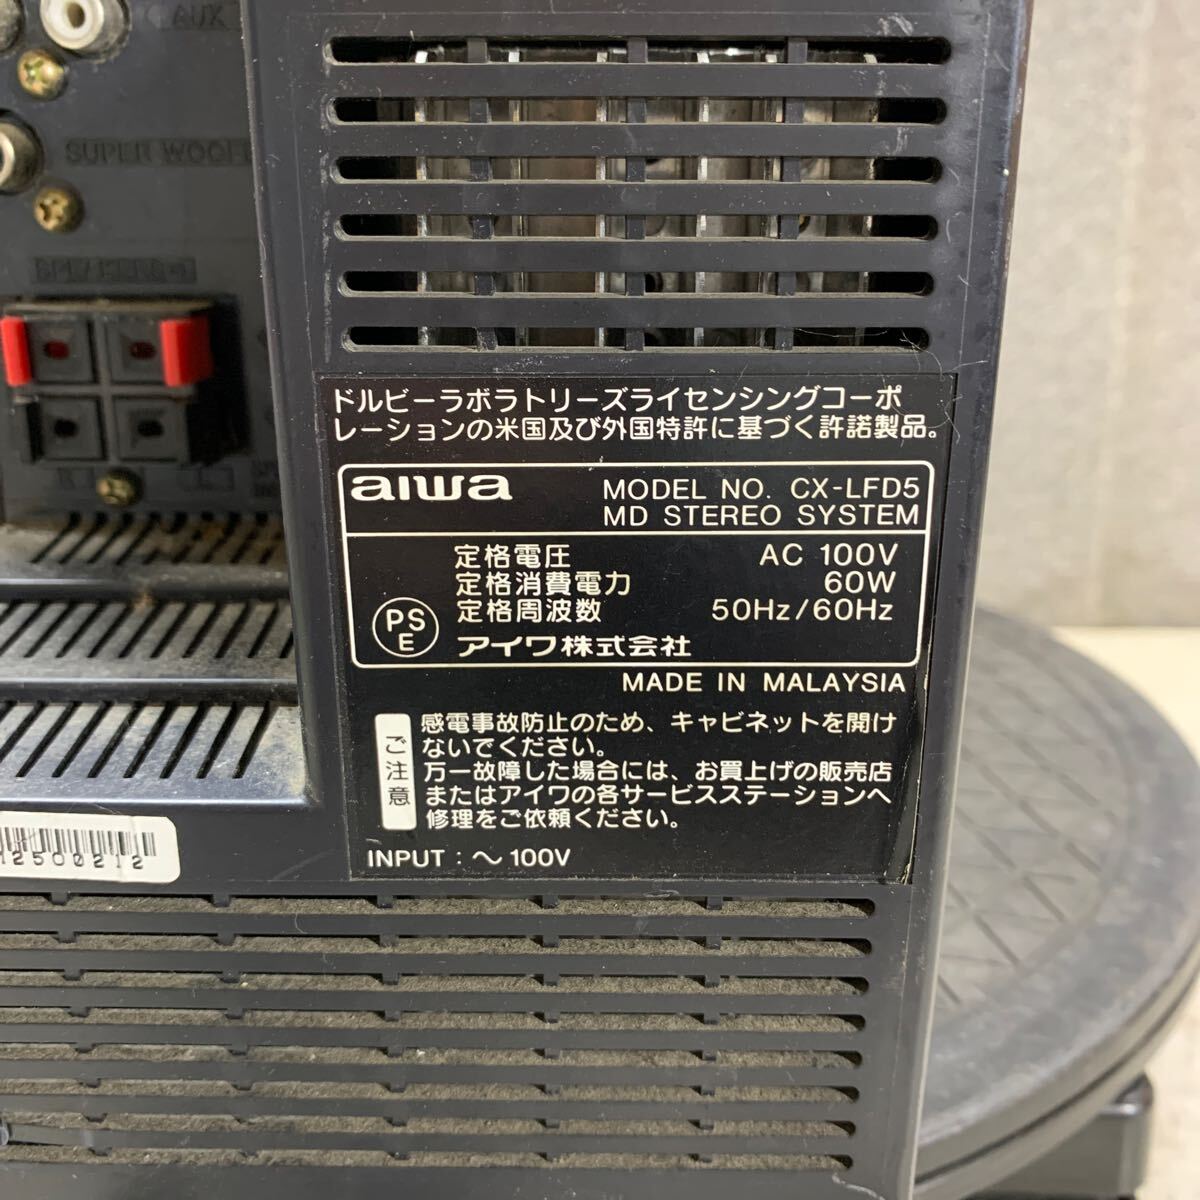 AUX
SUPER WOOFE
SPEAKERS
R
L
ドルビーラボラトリーズライセンシングコーポ
レーションの米国及び外国特許に基づく許諾製品。
aiwa
MODEL NO. CX-LFD5
MD STEREO SYSTEM
定格電圧 AC 100V
定格消費電力 60W
定格周波数 50Hz/60Hz
PSE
アイワ株式会社
MADE IN MALAYSIA
ご注意
感電事故防止のため、キャビネットを開け
ないでください。
万一故障した場合には、お買上げの販売店
またはアイワの各サービスステーションへ
修理をご依頼ください。
INPUT : ～ 100V
2500212